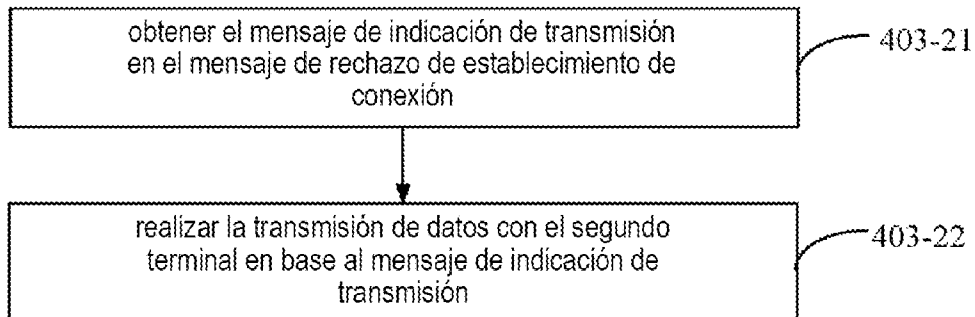 obtener el mensaje de indicación de transmisión
en el mensaje de rechazo de establecimiento de
conexión
403-21
realizar la transmisión de datos con el segundo
terminal en base al mensaje de indicación de
transmisión
403-22